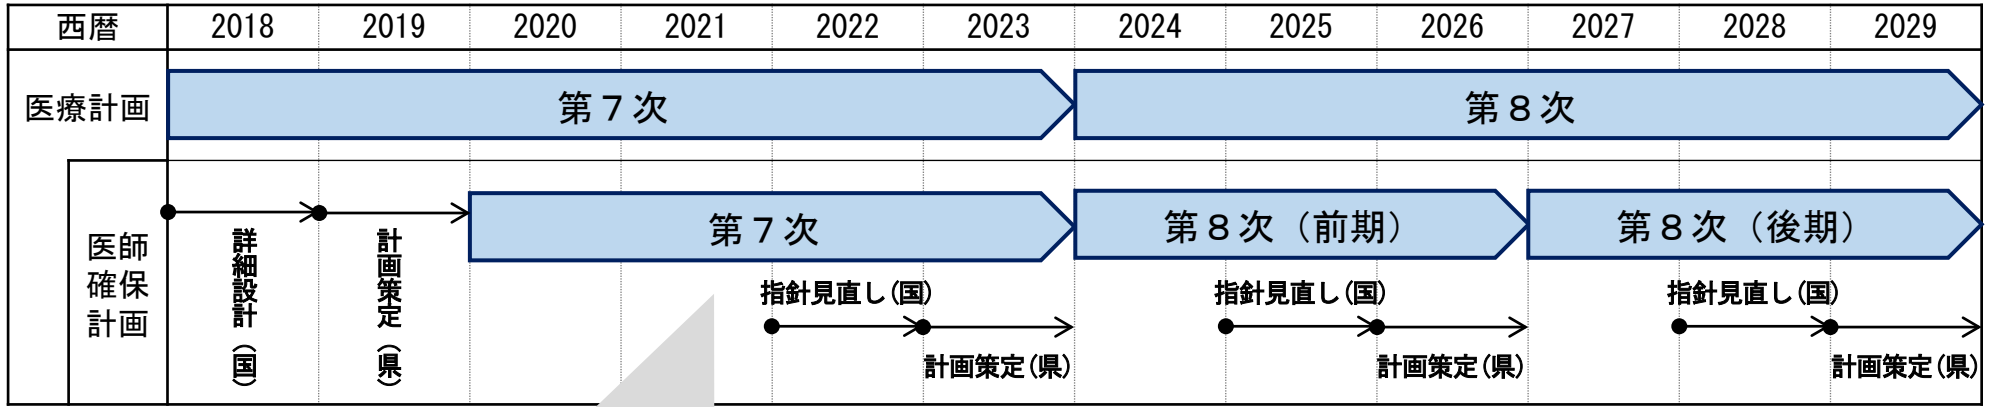 西暦 2018 2019 2020 2021 2022 2023 2024 2025 2026 2027 2028 2029
医療計画 第７次 第８次
医師
確保
計画
詳細設計（国）
計画策定（県）
第７次 第８次（前期） 第８次（後期）
指針見直し(国) 指針見直し(国) 指針見直し(国)
計画策定(県) 計画策定(県) 計画策定(県)